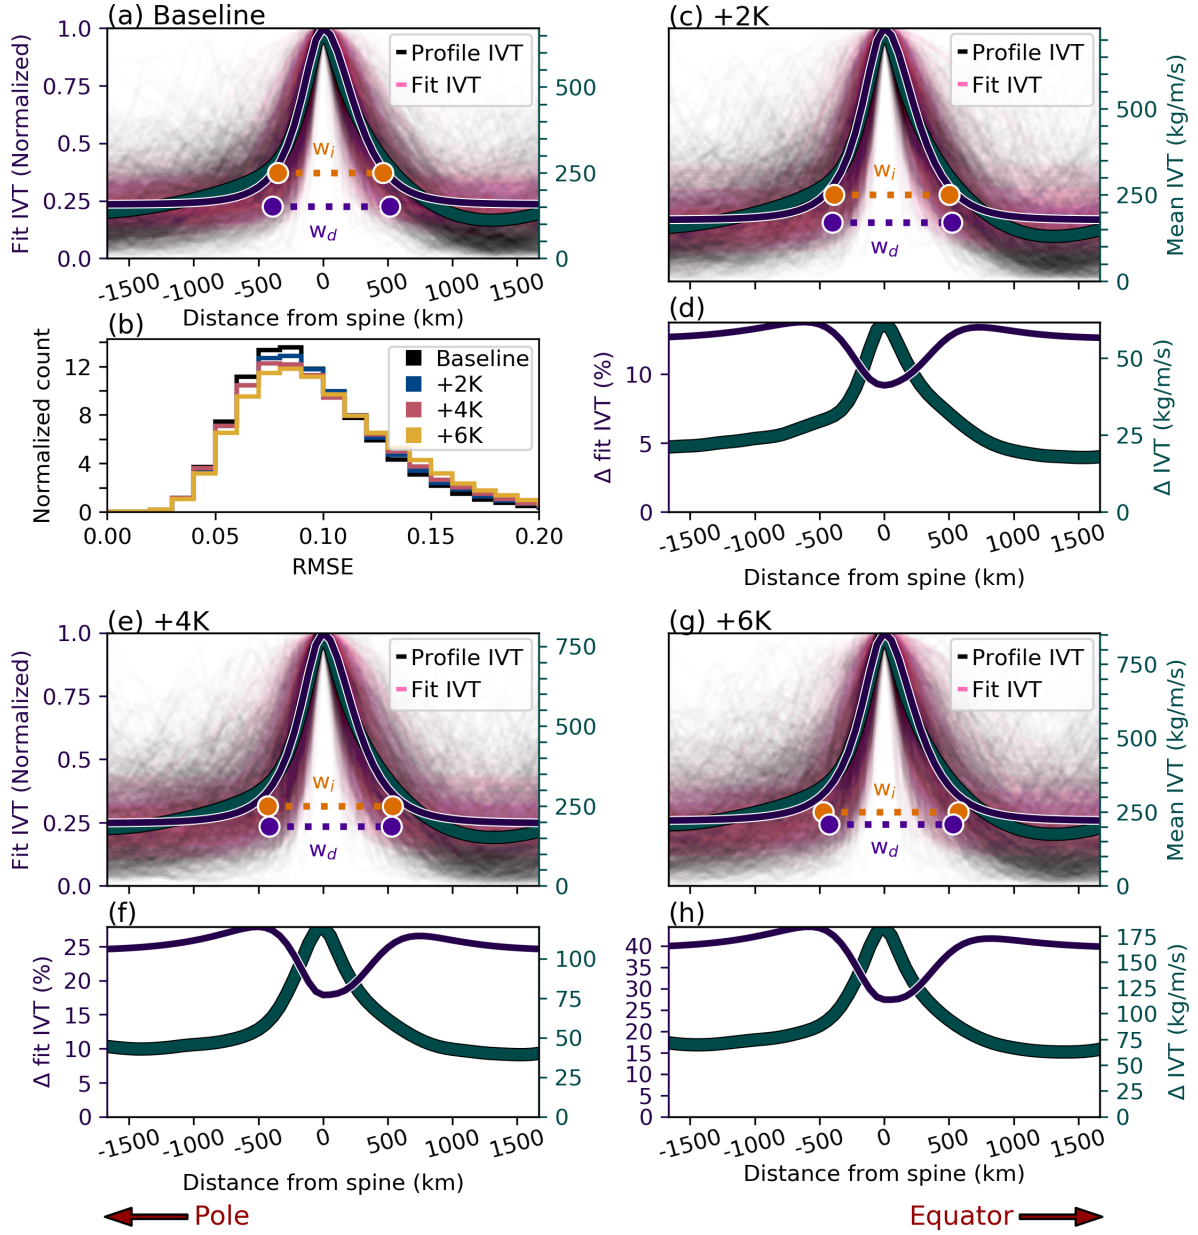 (a) Baseline
Fit IVT (Normalized)
1.0
0.75
0.5
0.25
0.0
Profile IVT
Fit IVT
w_i
w_d
500
250
0
-1500 -1000 -500 0 500 1000 1500
Distance from spine (km)
(c) +2K
Profile IVT
Fit IVT
w_i
w_d
500
250
0
Mean IVT (kg/m/s)
(b)
Normalized count
12
8
4
0
Baseline
+2K
+4K
+6K
0.00 0.05 0.10 0.15 0.20
RMSE
(d)
Δ fit IVT (%)
10
5
0
50
25
0
Δ IVT (kg/m/s)
-1500 -1000 -500 0 500 1000 1500
Distance from spine (km)
(e) +4K
Fit IVT (Normalized)
1.0
0.75
0.5
0.25
0.0
Profile IVT
Fit IVT
w_i
w_d
750
500
250
0
(g) +6K
Profile IVT
Fit IVT
w_i
w_d
750
500
250
0
Mean IVT (kg/m/s)
(f)
Δ fit IVT (%)
25
20
15
10
5
0
100
75
50
25
0
-1500 -1000 -500 0 500 1000 1500
Distance from spine (km)
(h)
40
35
30
25
20
15
10
5
0
175
150
125
100
75
50
25
0
Δ IVT (kg/m/s)
-1500 -1000 -500 0 500 1000 1500
Distance from spine (km)
Pole
Equator